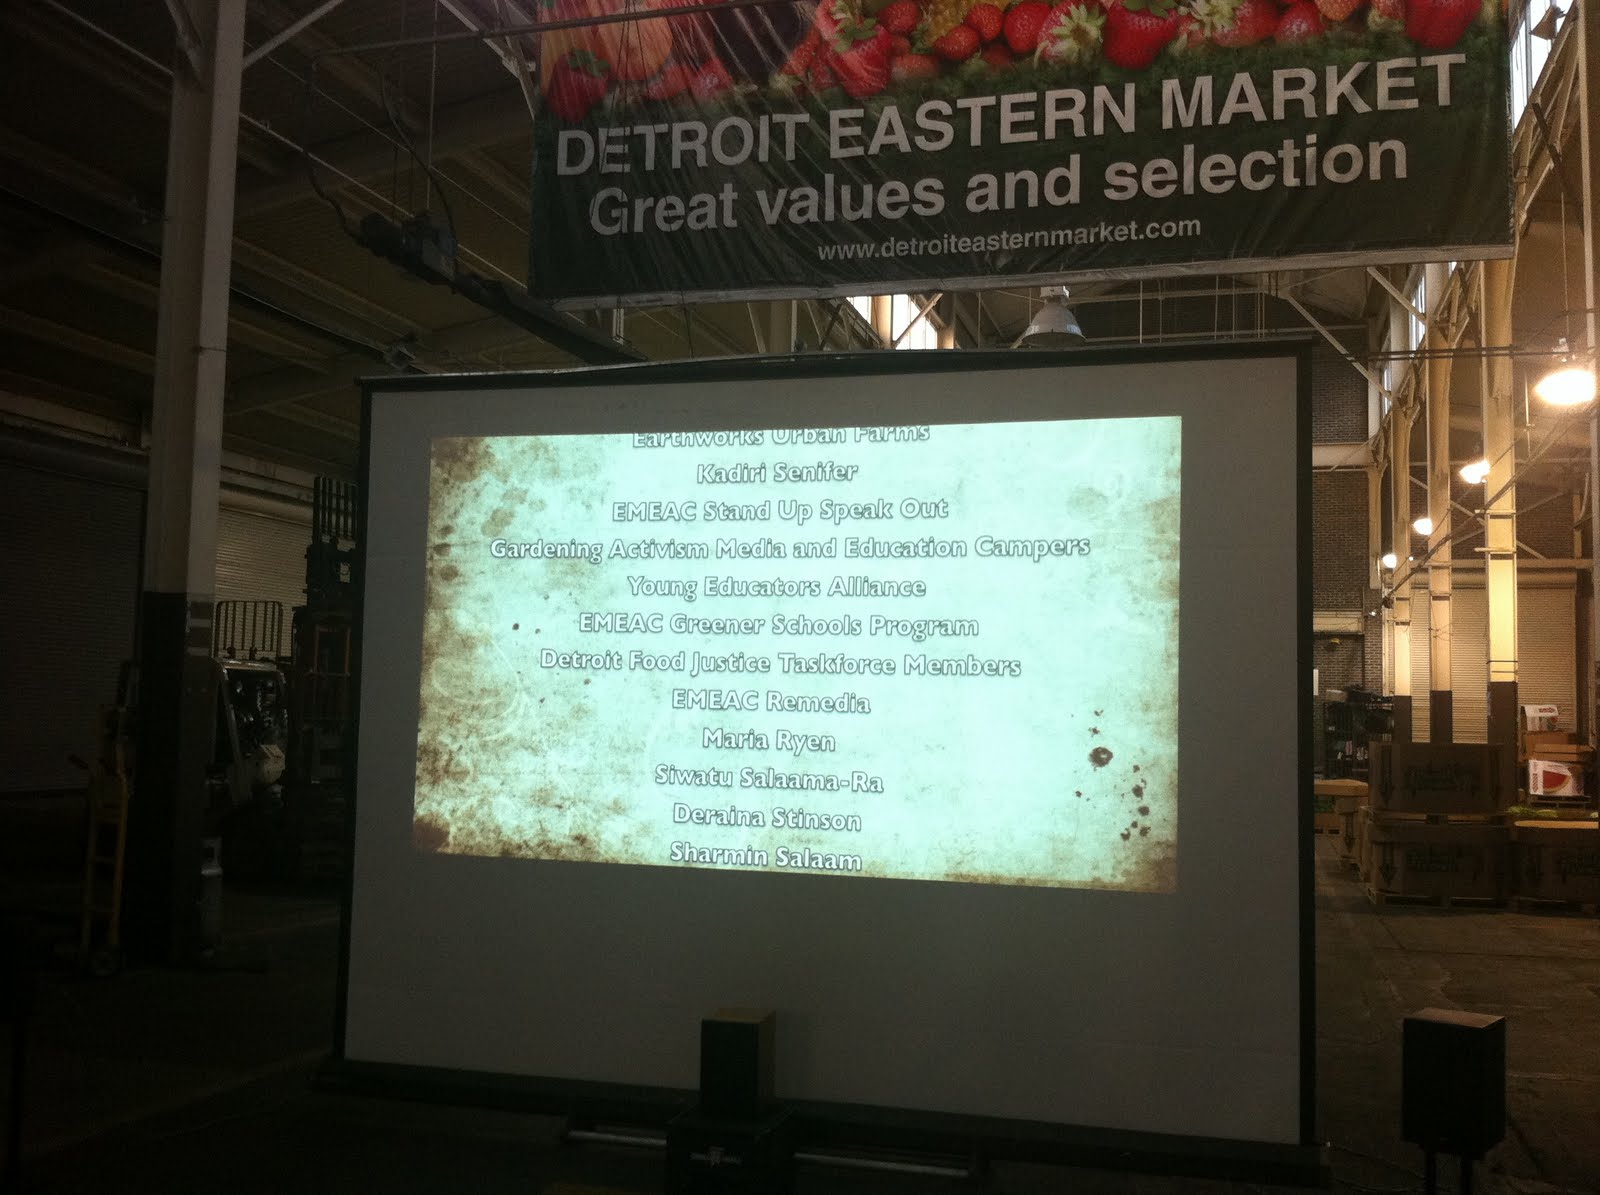 DETROIT EASTERN MARKET
Great values and selection
www.detroiteasternmarket.com
Earthworks Urban Farms
Kadiri Senifer
EMEAC Stand Up Speak Out
Gardening Activism Media and Education Campers
Young Educators Alliance
EMEAC Greener Schools Program
Detroit Food Justice Taskforce Members
EMEAC Remedia
Maria Ryen
Siwatu Salaama-Ra
Deraina Stinson
Sharmin Salaam